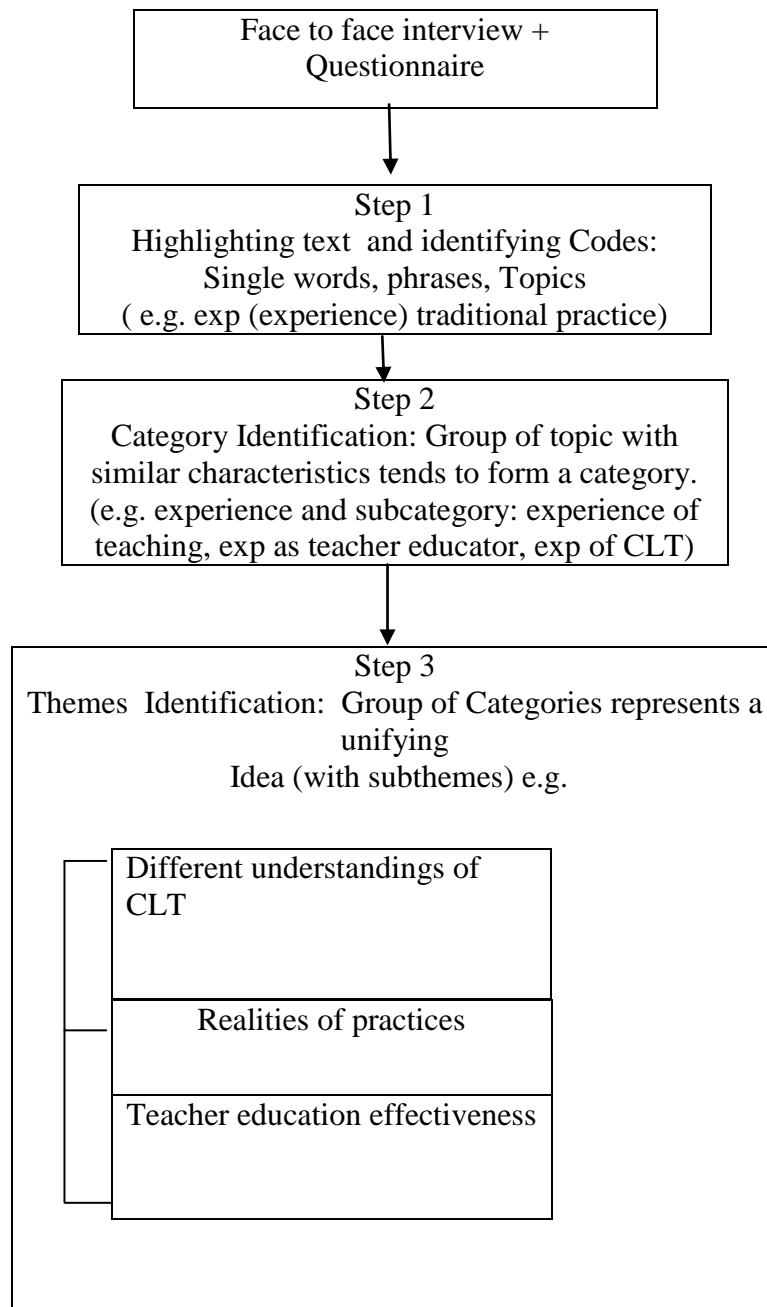 Face to face interview +
Questionnaire
Step 1
Highlighting text and identifying Codes:
Single words, phrases, Topics
( e.g. exp (experience) traditional practice)
Step 2
Category Identification: Group of topic with
similar characteristics tends to form a category.
(e.g. experience and subcategory: experience of
teaching, exp as teacher educator, exp of CLT)
Step 3
Themes Identification: Group of Categories represents a
unifying
Idea (with subthemes) e.g.
Different understandings of
CLT
Realities of practices
Teacher education effectiveness